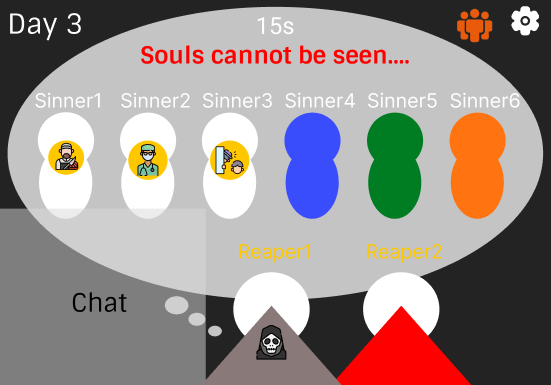 Day 3
15s
Souls cannot be seen....
Sinner1 Sinner2 Sinner3 Sinner4 Sinner5 Sinner6
Reaper1 Reaper2
Chat